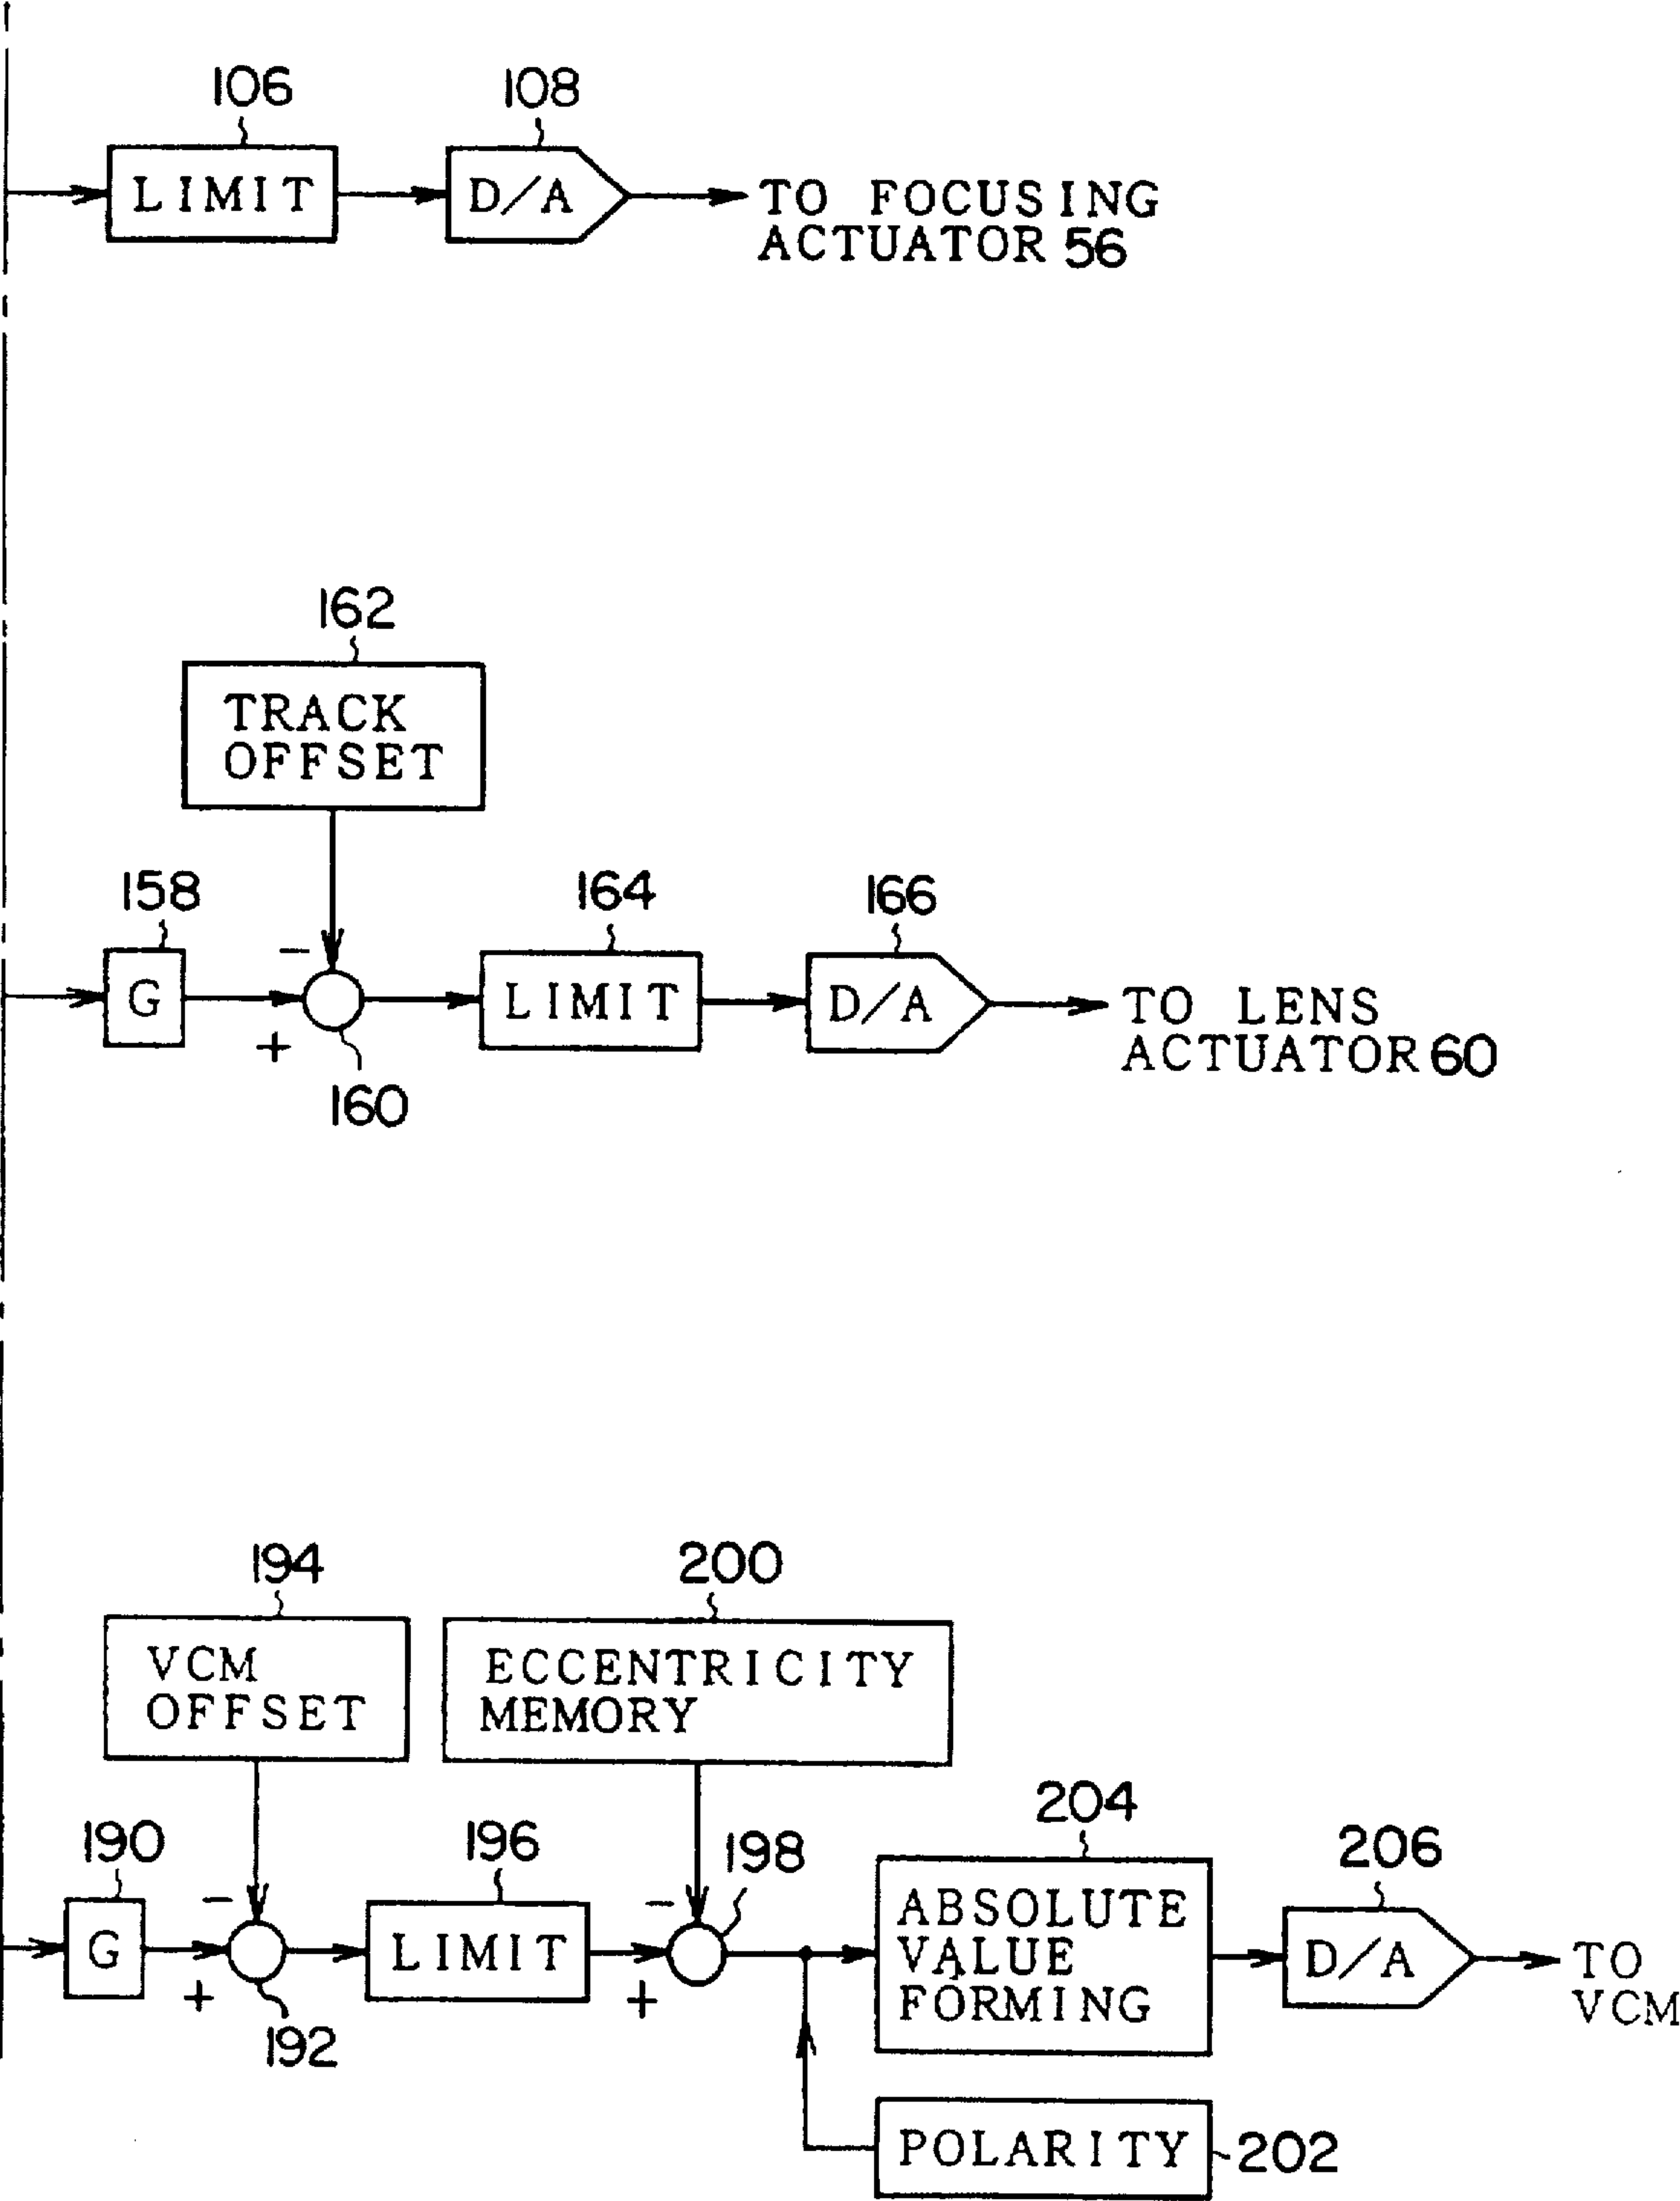 106
108
LIMIT
D/A
TO FOCUSING
ACTUATOR 56
162
TRACK
OFFSET
158
164
166
G
−
+
LIMIT
D/A
TO LENS
ACTUATOR 60
160
194
200
VCM
OFFSET
ECCENTRICITY
MEMORY
190
196
198
204
206
G
−
+
LIMIT
−
+
ABSOLUTE
VALUE
FORMING
D/A
TO
VCM
192
POLARITY
202